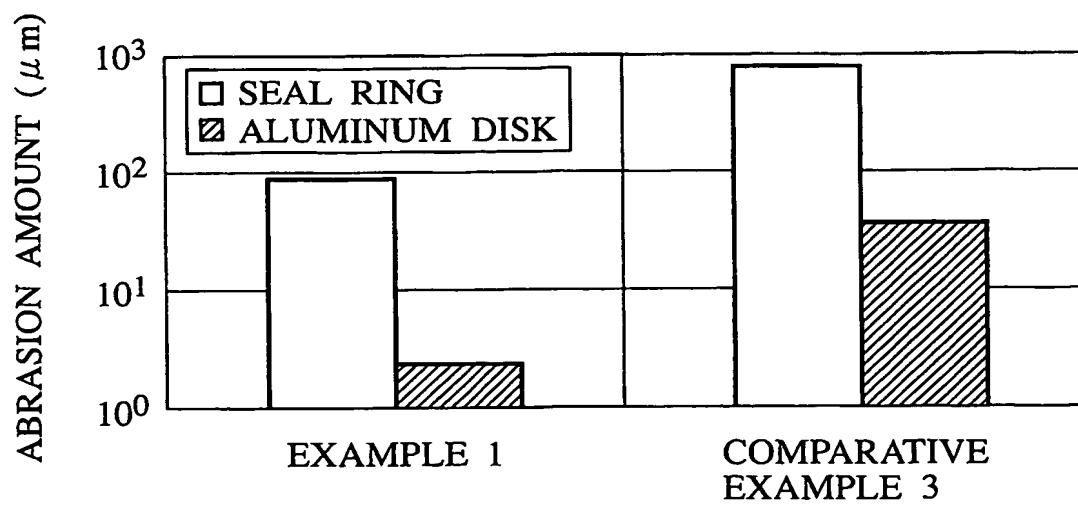 ABRASION AMOUNT (μm)
10³
10²
10¹
10⁰
SEAL RING
ALUMINUM DISK
EXAMPLE 1
COMPARATIVE
EXAMPLE 3